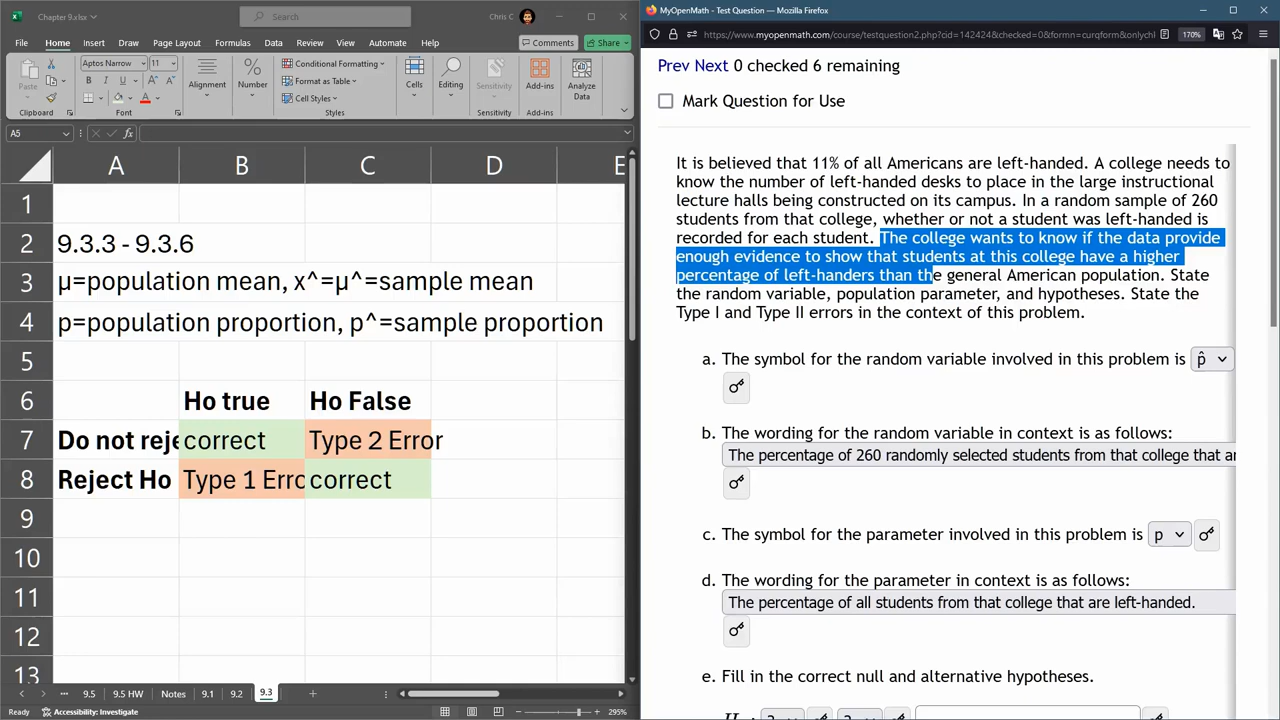 Chapter 9.xlsx
Search
Chris C
File Home Insert Draw Page Layout Formulas Data Review View Automate Help Acrobat Comments Share
Paste
Clipboard
Aptos Narrow 11
B I U A A
Font
Alignment
%
Number
Conditional Formatting
Format as Table
Cell Styles
Styles
Cells
Editing
Sensitivity
Sensitivity
Add-ins
Add-ins
Analyze Data
A5 fx
A B C D E
1
2 9.3.3 - 9.3.6
3 µ=population mean, x^=µ^=sample mean
4 p=population proportion, p^=sample proportion
5
6 Ho true Ho False
7 Do not reje correct Type 2 Error
8 Reject Ho Type 1 Erro correct
9
10
11
12
13
... 9.5 9.5 HW Notes 9.1 9.2 9.3 +
Ready Accessibility: Investigate 295%
MyOpenMath - Test Question — Mozilla Firefox
https://www.myopenmath.com/course/testquestion2.php?cid=142424&checked=0&formn=curqform&onlychl 170%
Prev Next 0 checked 6 remaining
Mark Question for Use
It is believed that 11% of all Americans are left-handed. A college needs to
know the number of left-handed desks to place in the large instructional
lecture halls being constructed on its campus. In a random sample of 260
students from that college, whether or not a student was left-handed is
recorded for each student. The college wants to know if the data provide
enough evidence to show that students at this college have a higher
percentage of left-handers than the general American population. State
the random variable, population parameter, and hypotheses. State the
Type I and Type II errors in the context of this problem.
a. The symbol for the random variable involved in this problem is p̂
b. The wording for the random variable in context is as follows:
The percentage of 260 randomly selected students from that college that ar
c. The symbol for the parameter involved in this problem is p
d. The wording for the parameter in context is as follows:
The percentage of all students from that college that are left-handed.
e. Fill in the correct null and alternative hypotheses.